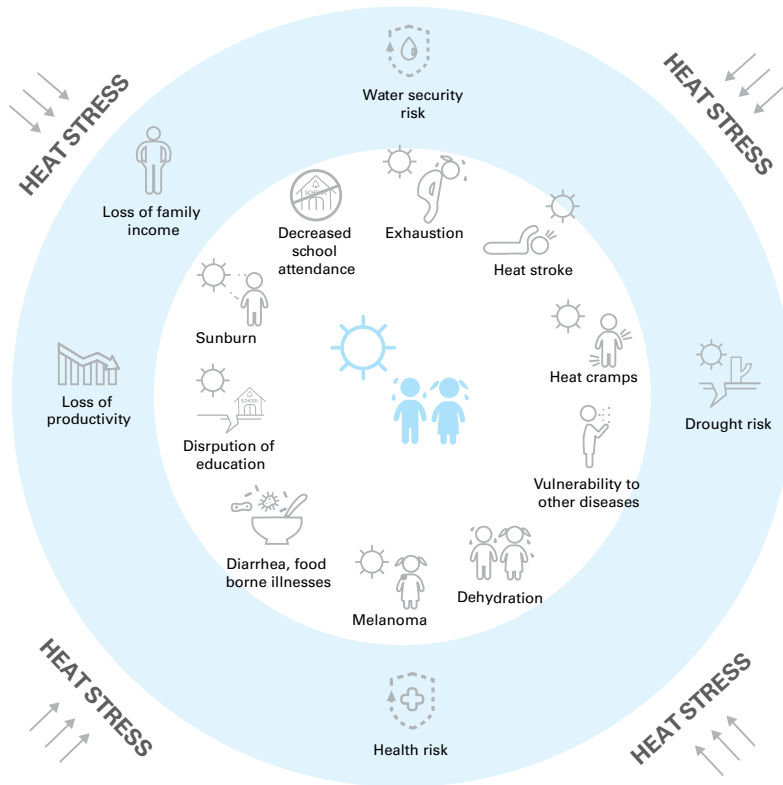 HEAT STRESS
HEAT STRESS
Water security
risk
Loss of family
income
SCHOOL
Decreased
school
attendance
Exhaustion
Heat stroke
Sunburn
Heat cramps
Loss of
productivity
SCHOOL
Disrpution of
education
Drought risk
Vulnerability to
other diseases
Diarrhea, food
borne illnesses
Melanoma
Dehydration
HEAT STRESS
HEAT STRESS
Health risk